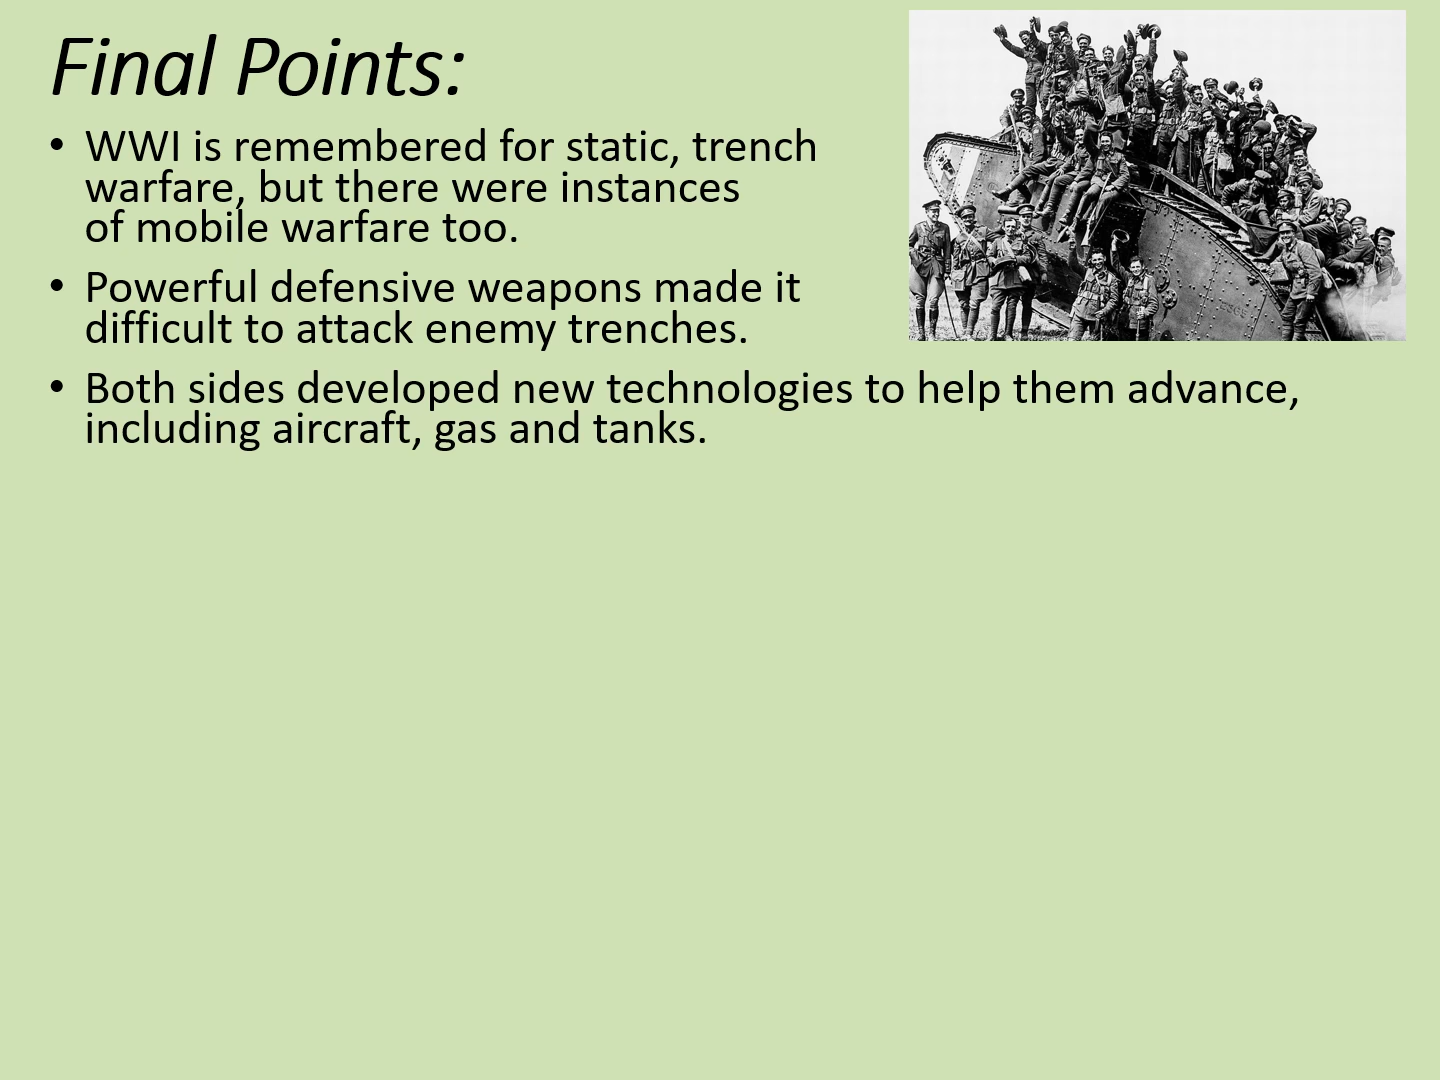 Final Points:
• WWI is remembered for static, trench
warfare, but there were instances
of mobile warfare too.
• Powerful defensive weapons made it
difficult to attack enemy trenches.
• Both sides developed new technologies to help them advance,
including aircraft, gas and tanks.